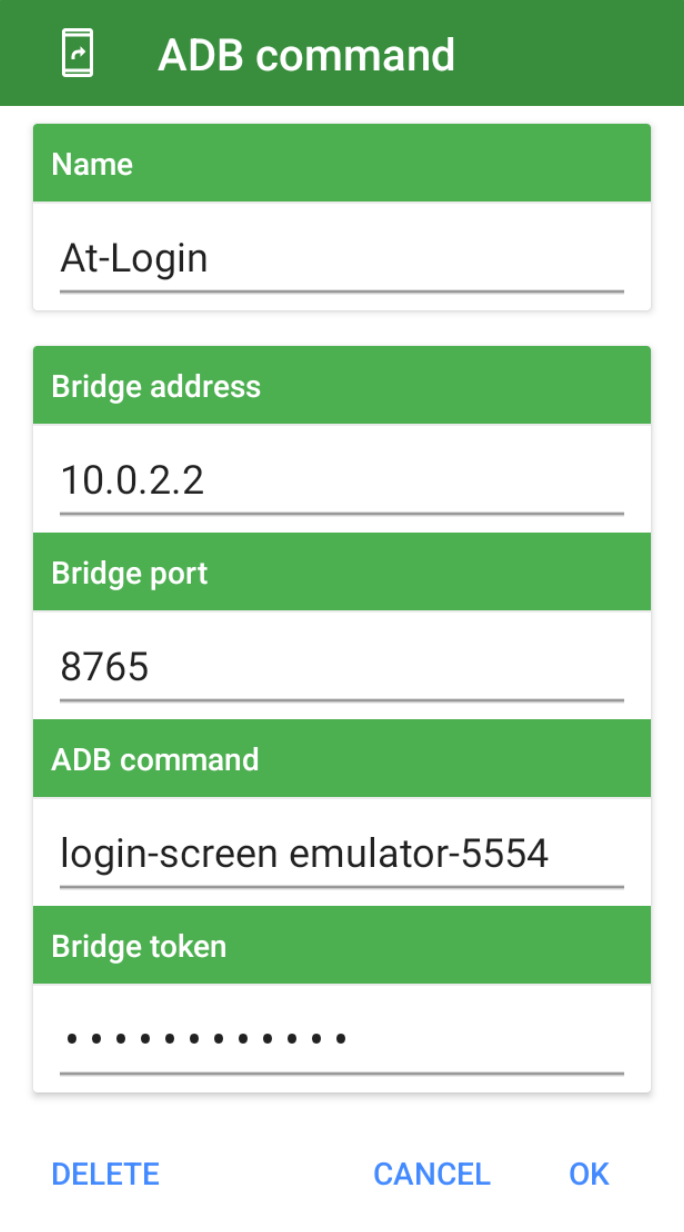 ADB command
Name
At-Login
Bridge address
10.0.2.2
Bridge port
8765
ADB command
login-screen emulator-5554
Bridge token
••••••••••••
DELETE CANCEL OK